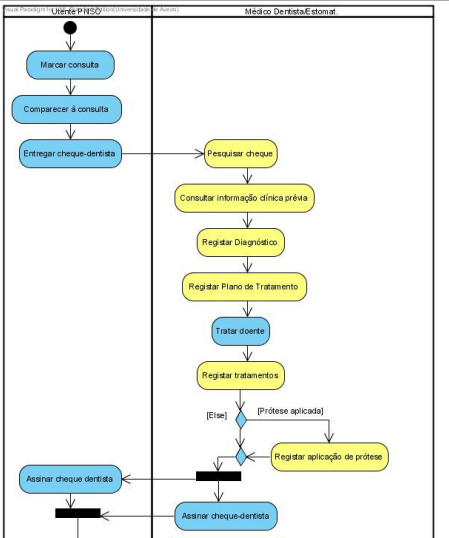 Utente PNSO
Médico Dentista/Estomat.
Marcar consulta
Comparecer á consulta
Entregar cheque-dentista
Pesquisar cheque
Consultar informação clínica prévia
Registar Diagnóstico
Registar Plano de Tratamento
Tratar doente
Registar tratamentos
[Else]
[Prótese aplicada]
Registar aplicação de prótese
Assinar cheque dentista
Assinar cheque-dentista